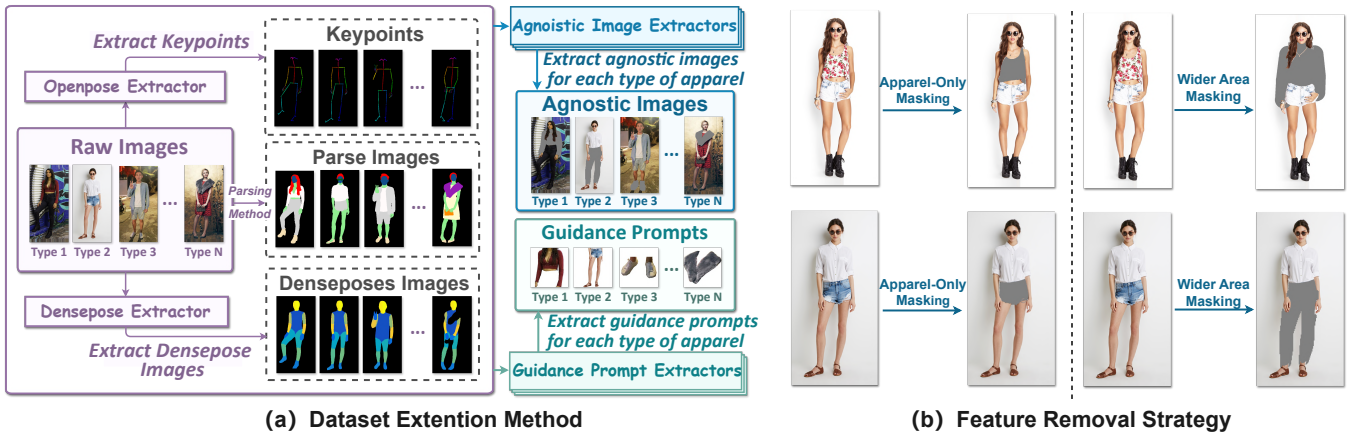 Extract Keypoints
Openpose Extractor
Raw Images
Type 1 Type 2 Type 3 Type N
...
Densepose Extractor
Extract Densepose
Images
Parsing
Method
Keypoints
...
Parse Images
...
Denseposes Images
...
Agnoistic Image Extractors
Extract agnostic images
for each type of apparel
Agnostic Images
...
Type 1 Type 2 Type 3 Type N
Guidance Prompts
...
Type 1 Type 2 Type 3 Type N
Extract guidance prompts
for each type of apparel
Guidance Prompt Extractors
(a) Dataset Extention Method
Apparel-Only
Masking
Wider Area
Masking
Apparel-Only
Masking
Wider Area
Masking
(b) Feature Removal Strategy